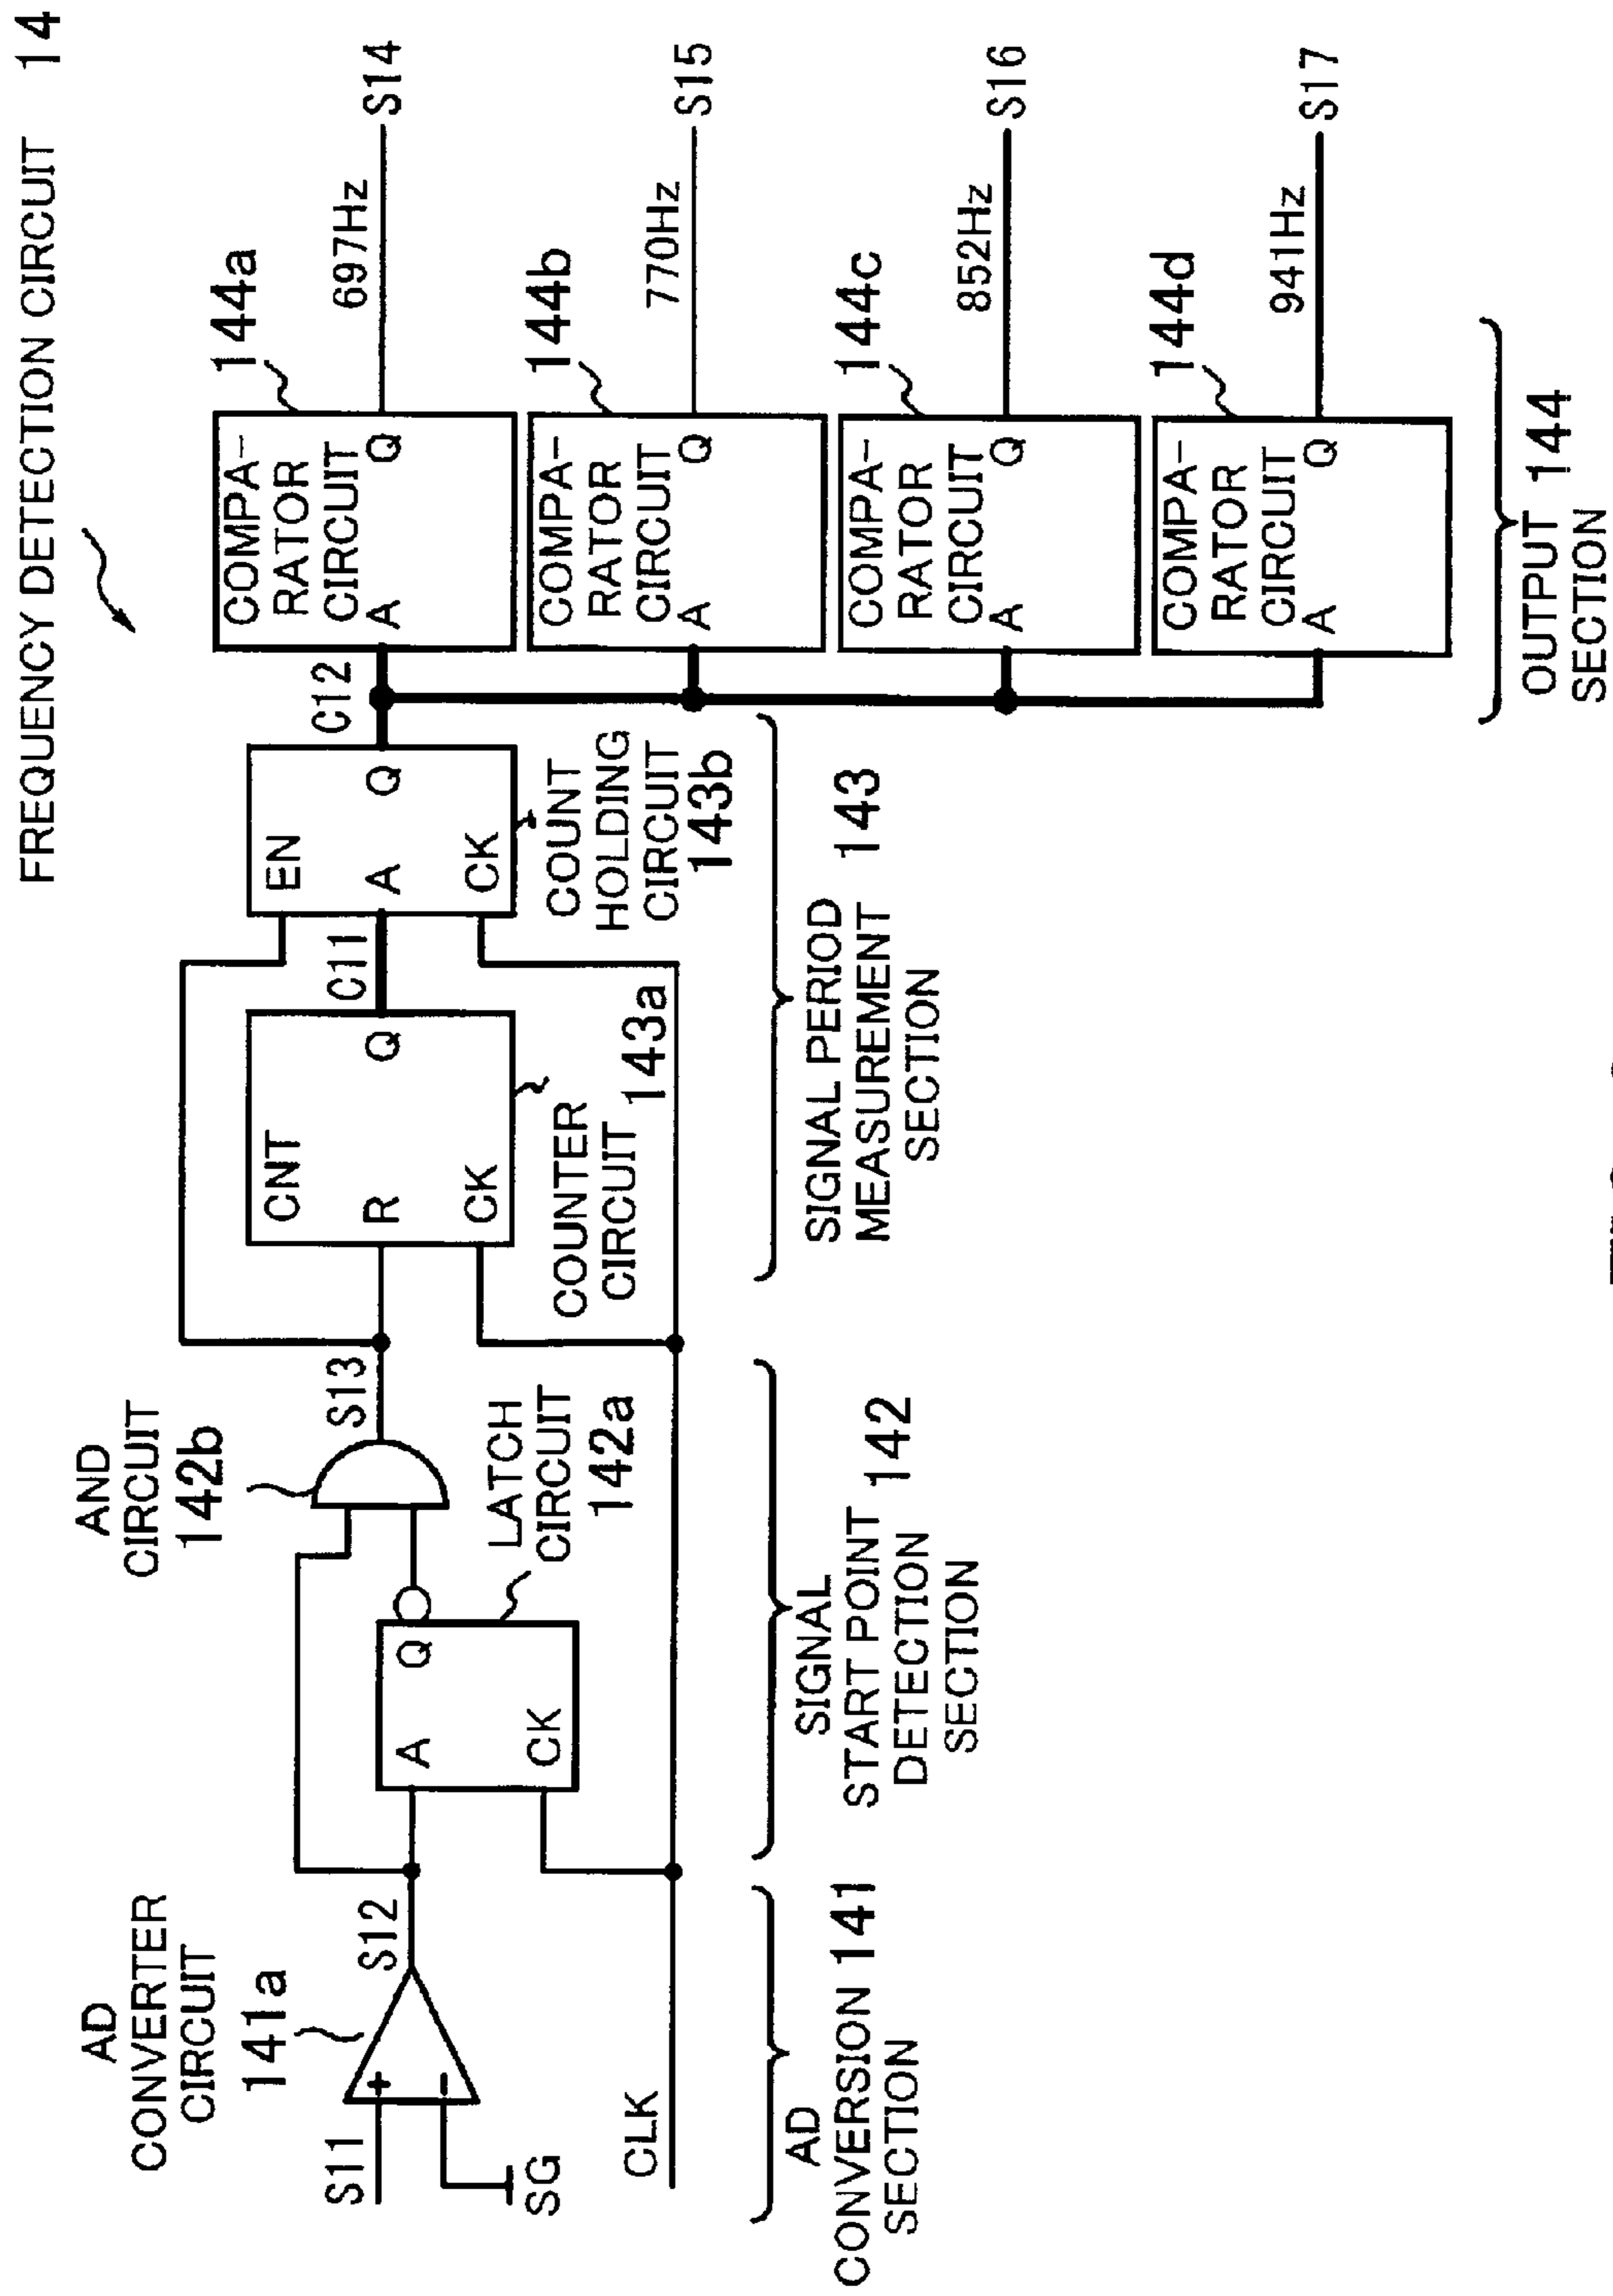 FREQUENCY DETECTION CIRCUIT 14
AD
CONVERTER
CIRCUIT
141a
S11
+
−
SG
S12
CLK
AD
CONVERSION 141
SECTION
AND
CIRCUIT
142b
A
Q
CK
LATCH
CIRCUIT
142a
S13
SIGNAL
START POINT 142
DETECTION
SECTION
CNT
R
Q
CK
COUNTER
CIRCUIT
143a
C11
EN
A
Q
CK
COUNT
HOLDING
CIRCUIT
143b
C12
SIGNAL PERIOD
MEASUREMENT 143
SECTION
144a
COMPA-
RATOR
CIRCUIT
A
Q
697Hz
S14
144b
COMPA-
RATOR
CIRCUIT
A
Q
770Hz
S15
144c
COMPA-
RATOR
CIRCUIT
A
Q
852Hz
S16
144d
COMPA-
RATOR
CIRCUIT
A
Q
941Hz
S17
OUTPUT 144
SECTION